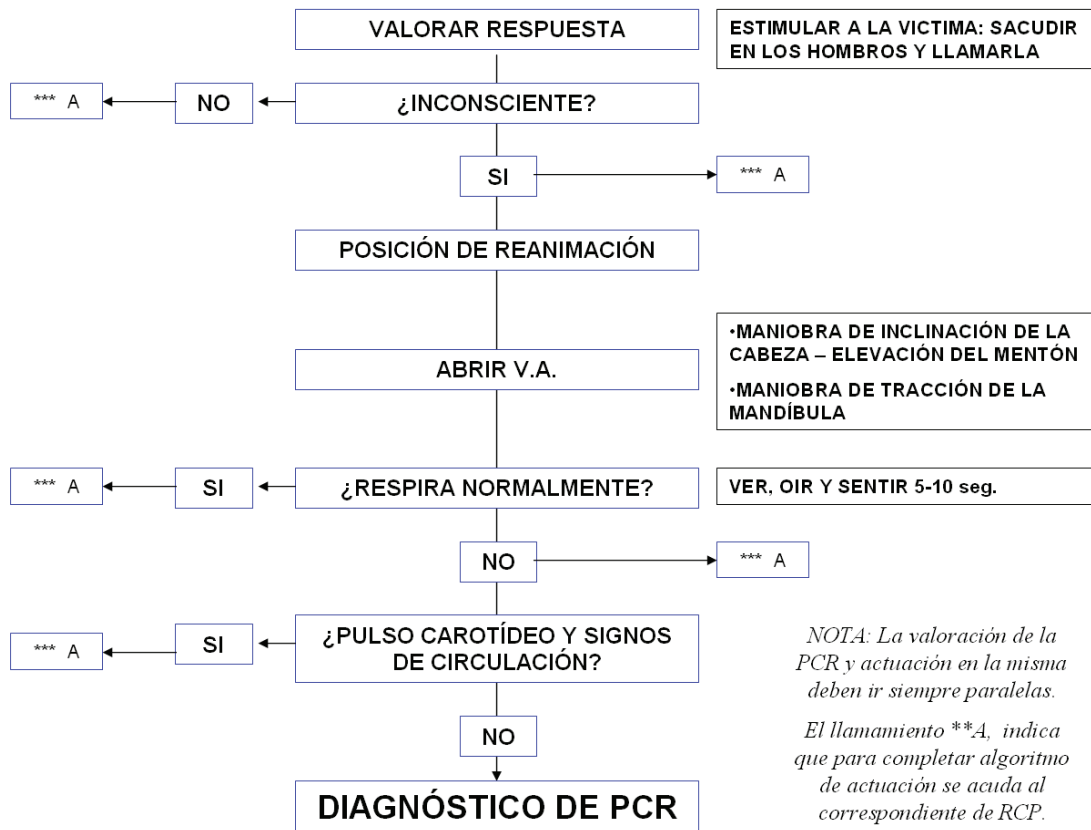 VALORAR RESPUESTA
ESTIMULAR A LA VICTIMA: SACUDIR
EN LOS HOMBROS Y LLAMARLA
*** A
NO
¿INCONSCIENTE?
SI
*** A
POSICIÓN DE REANIMACIÓN
ABRIR V.A.
•MANIOBRA DE INCLINACIÓN DE LA
CABEZA – ELEVACIÓN DEL MENTÓN
•MANIOBRA DE TRACCIÓN DE LA
MANDÍBULA
*** A
SI
¿RESPIRA NORMALMENTE?
VER, OIR Y SENTIR 5-10 seg.
NO
*** A
*** A
SI
¿PULSO CAROTÍDEO Y SIGNOS
DE CIRCULACIÓN?
NO
DIAGNÓSTICO DE PCR
NOTA: La valoración de la
PCR y actuación en la misma
deben ir siempre paralelas.
El llamamiento **A, indica
que para completar algoritmo
de actuación se acuda al
correspondiente de RCP.